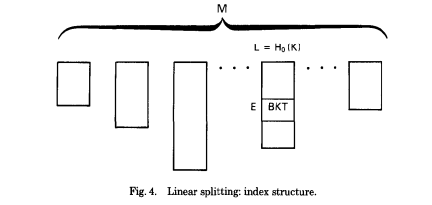 M
L = H₀(K)
E BKT
Fig. 4. Linear splitting: index structure.